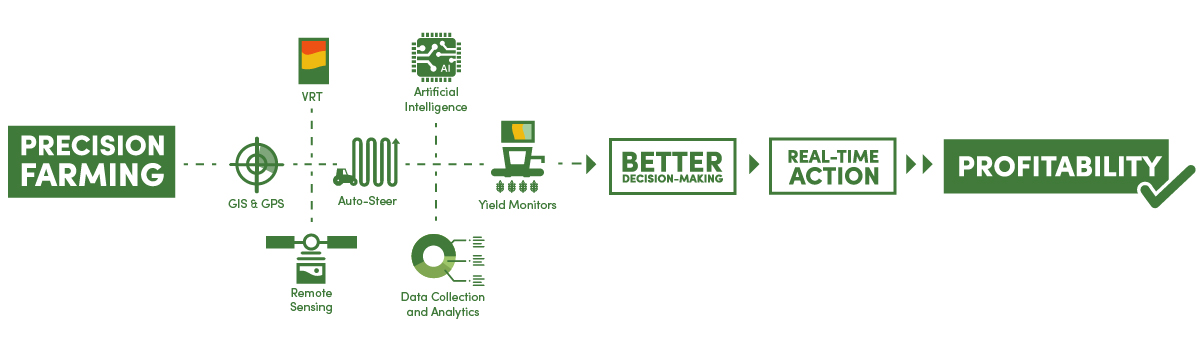 PRECISION
FARMING
GIS & GPS
VRT
Remote
Sensing
Auto-Steer
AI
Artificial
Intelligence
Data Collection
and Analytics
Yield Monitors
BETTER
DECISION-MAKING
REAL-TIME
ACTION
PROFITABILITY